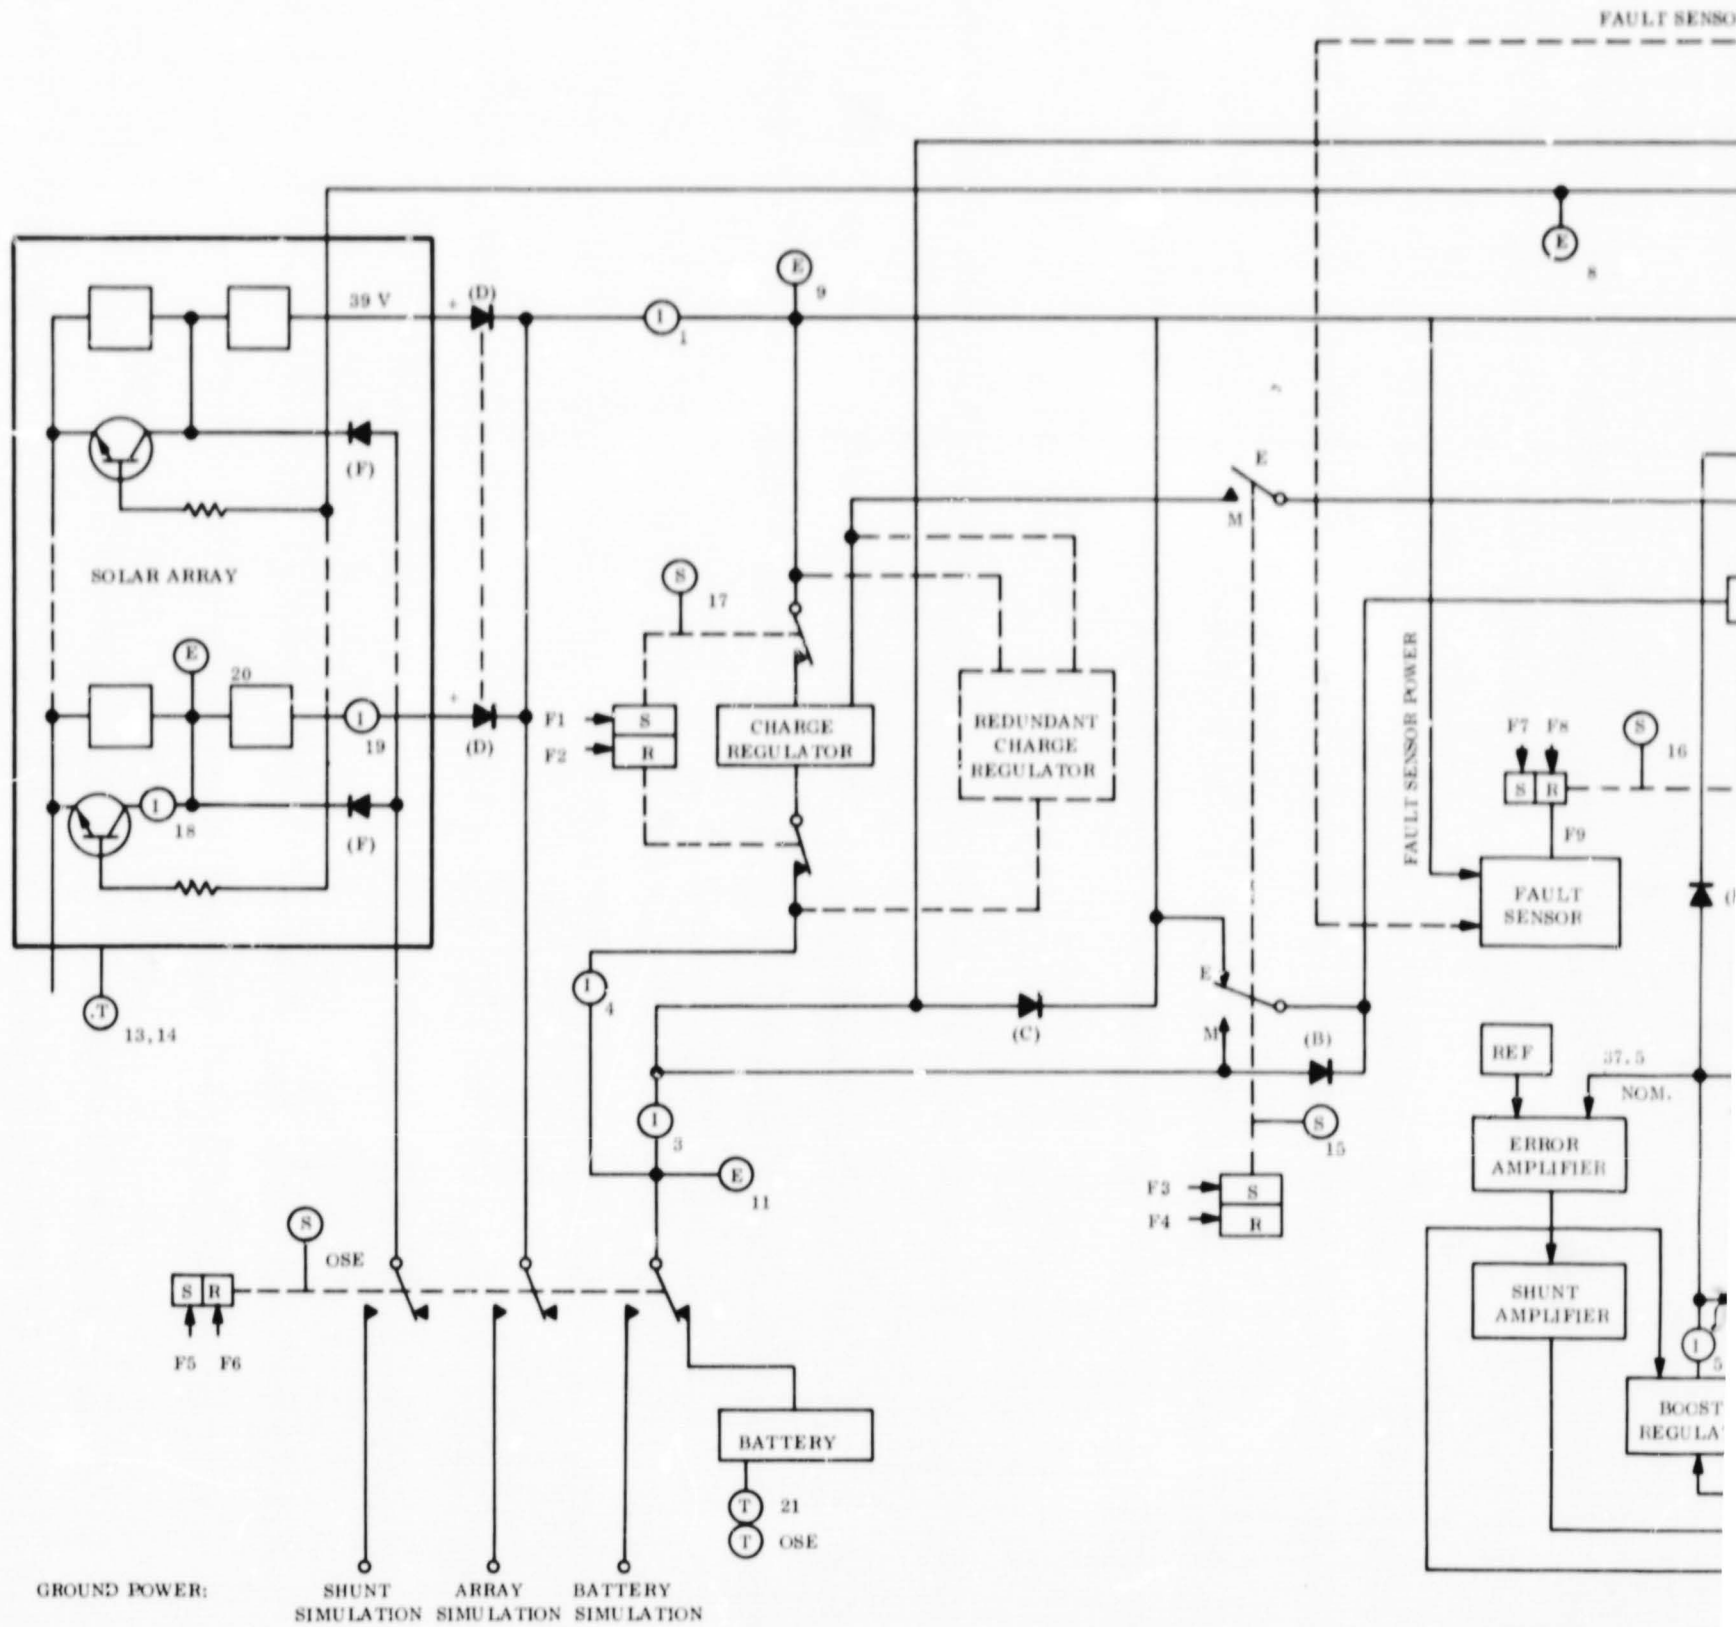 FAULT SENSO
E
8
E
9
39 V
+
(D)
I
1
(F)
E
M
SOLAR ARRAY
S
17
E
20
I
19
+
(D)
F1
F2
S
R
CHARGE
REGULATOR
REDUNDANT
CHARGE
REGULATOR
FAULT SENSOR POWER
F7 F8
S
16
S R
F9
I
18
(F)
FAULT
SENSOR
T
13,14
I
4
(C)
E
M
(B)
REF
37.5
NOM.
I
3
S
15
ERROR
AMPLIFIER
E
11
F3
F4
S
R
S
OSE
S R
F5 F6
SHUNT
AMPLIFIER
I
5
BOOST
REGULA
BATTERY
T 21
T OSE
GROUND POWER:
SHUNT
SIMULATION
ARRAY
SIMULATION
BATTERY
SIMULATION